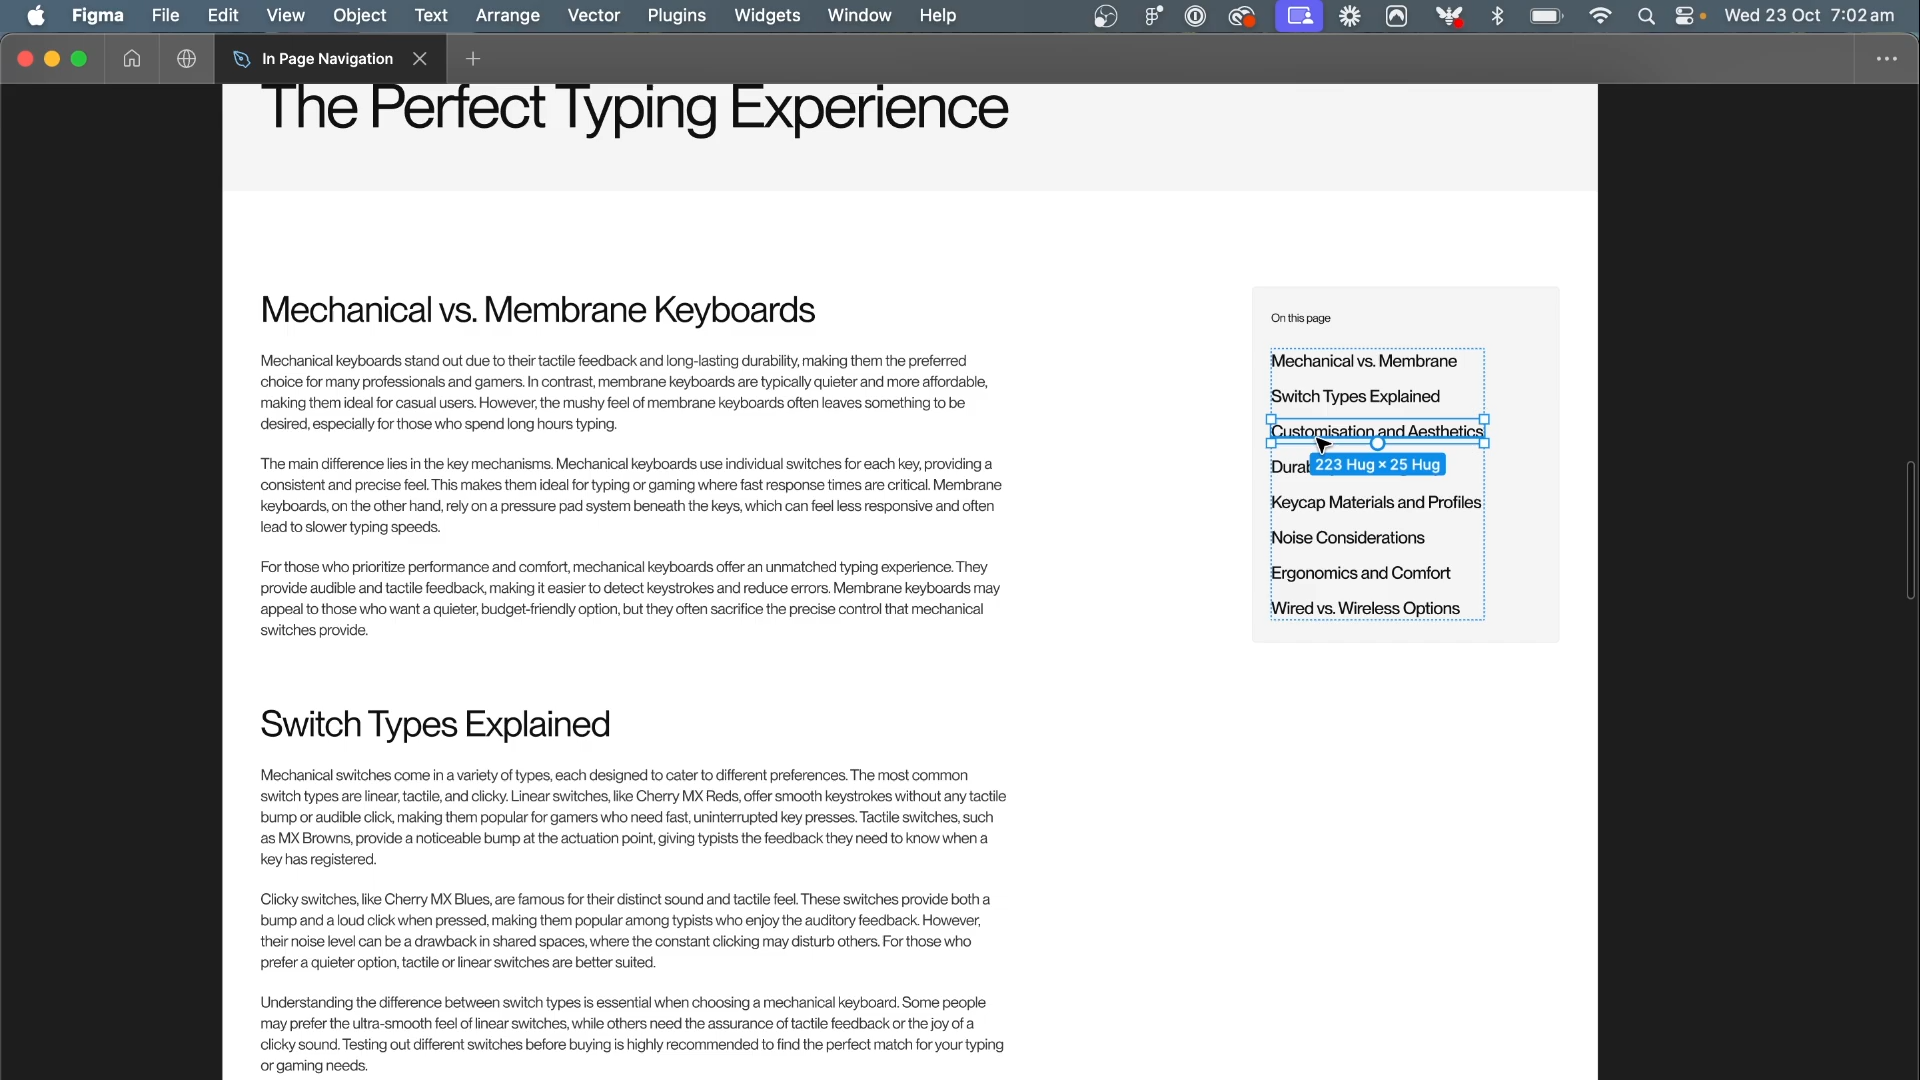 Figma File Edit View Object Text Arrange Vector Plugins Widgets Window Help Wed 23 Oct 7:02 am
In Page Navigation
The Perfect Typing Experience
Mechanical vs. Membrane Keyboards
Mechanical keyboards stand out due to their tactile feedback and long-lasting durability, making them the preferred
choice for many professionals and gamers. In contrast, membrane keyboards are typically quieter and more affordable,
making them ideal for casual users. However, the mushy feel of membrane keyboards often leaves something to be
desired, especially for those who spend long hours typing.
The main difference lies in the key mechanisms. Mechanical keyboards use individual switches for each key, providing a
consistent and precise feel. This makes them ideal for typing or gaming where fast response times are critical. Membrane
keyboards, on the other hand, rely on a pressure pad system beneath the keys, which can feel less responsive and often
lead to slower typing speeds.
For those who prioritize performance and comfort, mechanical keyboards offer an unmatched typing experience. They
provide audible and tactile feedback, making it easier to detect keystrokes and reduce errors. Membrane keyboards may
appeal to those who want a quieter, budget-friendly option, but they often sacrifice the precise control that mechanical
switches provide.
Switch Types Explained
Mechanical switches come in a variety of types, each designed to cater to different preferences. The most common
switch types are linear, tactile, and clicky. Linear switches, like Cherry MX Reds, offer smooth keystrokes without any tactile
bump or audible click, making them popular for gamers who need fast, uninterrupted key presses. Tactile switches, such
as MX Browns, provide a noticeable bump at the actuation point, giving typists the feedback they need to know when a
key has registered.
Clicky switches, like Cherry MX Blues, are famous for their distinct sound and tactile feel. These switches provide both a
bump and a loud click when pressed, making them popular among typists who enjoy the auditory feedback. However,
their noise level can be a drawback in shared spaces, where the constant clicking may disturb others. For those who
prefer a quieter option, tactile or linear switches are better suited.
Understanding the difference between switch types is essential when choosing a mechanical keyboard. Some people
may prefer the ultra-smooth feel of linear switches, while others need the assurance of tactile feedback or the joy of a
clicky sound. Testing out different switches before buying is highly recommended to find the perfect match for your typing
or gaming needs.
On this page
Mechanical vs. Membrane
Switch Types Explained
Customisation and Aesthetics
223 Hug × 25 Hug
Keycap Materials and Profiles
Noise Considerations
Ergonomics and Comfort
Wired vs. Wireless Options